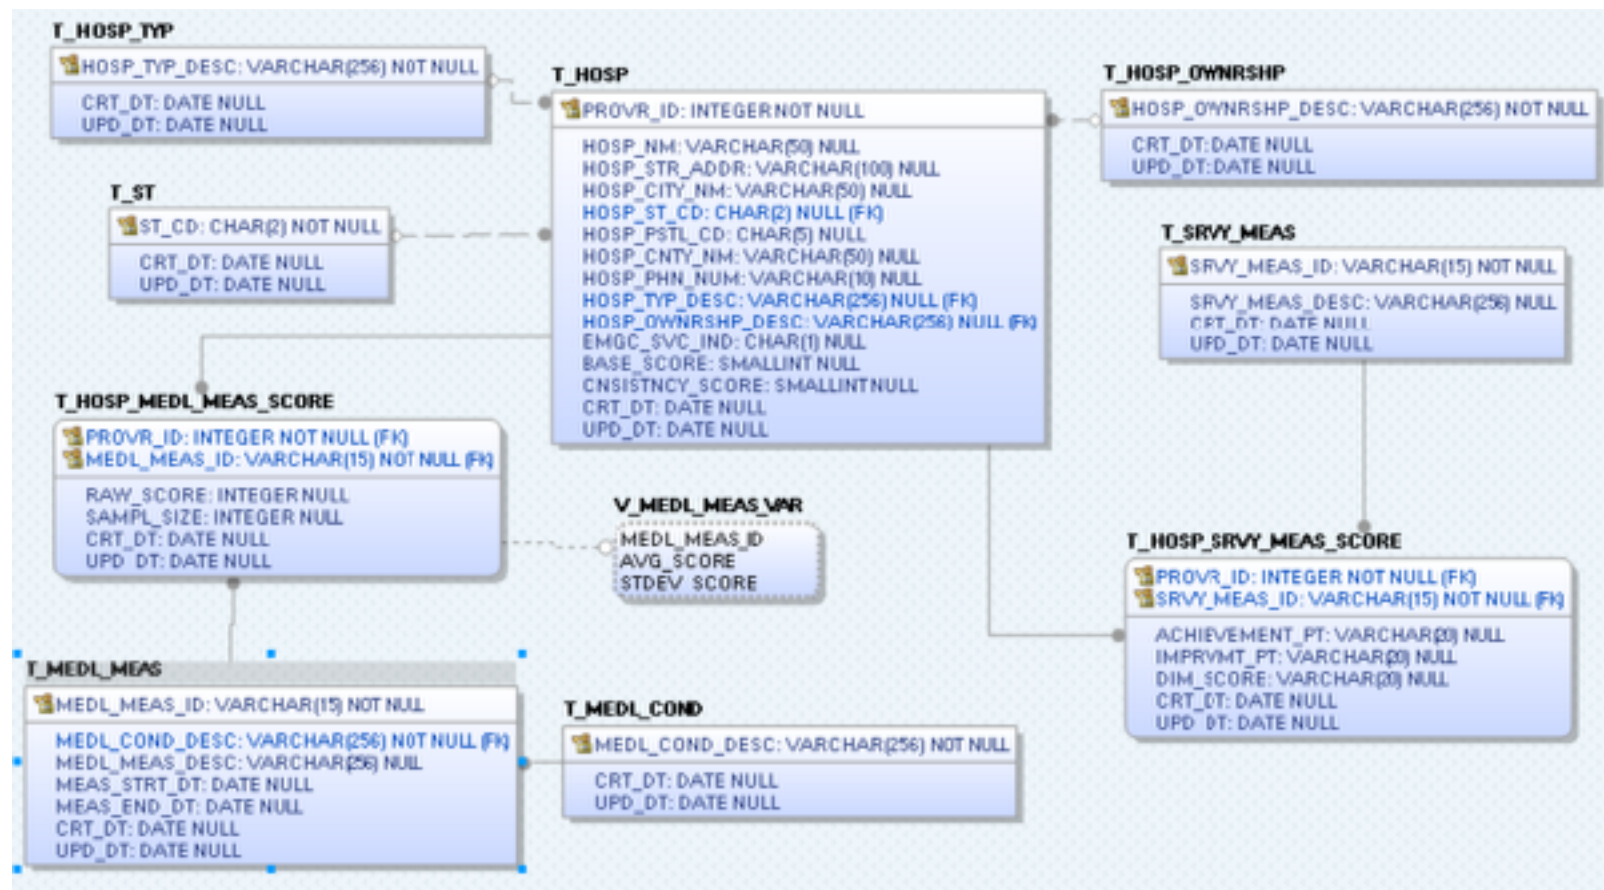 T_HOSP_TYP
HOSP_TYP_DESC: VARCHAR(256) NOT NULL
CRT_DT: DATE NULL
UPD_DT: DATE NULL
T_HOSP
PROVR_ID: INTEGER NOT NULL
HOSP_NM: VARCHAR(50) NULL
HOSP_STR_ADDR: VARCHAR(100) NULL
HOSP_CITY_NM: VARCHAR(50) NULL
HOSP_ST_CD: CHAR(2) NULL (FK)
HOSP_PSTL_CD: CHAR(5) NULL
HOSP_CNTY_NM: VARCHAR(50) NULL
HOSP_PHN_NUM: VARCHAR(10) NULL
HOSP_TYP_DESC: VARCHAR(256) NULL (FK)
HOSP_OWNRSHP_DESC: VARCHAR(256) NULL (FK)
EMGC_SVC_IND: CHAR(1) NULL
BASE_SCORE: SMALLINT NULL
CNSISTNCY_SCORE: SMALLINT NULL
CRT_DT: DATE NULL
UPD_DT: DATE NULL
T_HOSP_OWNRSHP
HOSP_OWNRSHP_DESC: VARCHAR(256) NOT NULL
CRT_DT: DATE NULL
UPD_DT: DATE NULL
T_ST
ST_CD: CHAR(2) NOT NULL
CRT_DT: DATE NULL
UPD_DT: DATE NULL
T_SRVY_MEAS
SRVY_MEAS_ID: VARCHAR(15) NOT NULL
SRVY_MEAS_DESC: VARCHAR(256) NULL
CRT_DT: DATE NULL
UPD_DT: DATE NULL
T_HOSP_MEDL_MEAS_SCORE
PROVR_ID: INTEGER NOT NULL (FK)
MEDL_MEAS_ID: VARCHAR(15) NOT NULL (FK)
RAW_SCORE: INTEGER NULL
SAMPL_SIZE: INTEGER NULL
CRT_DT: DATE NULL
UPD_DT: DATE NULL
V_MEDL_MEAS_VAR
MEDL_MEAS_ID
AVG_SCORE
STDEV_SCORE
T_HOSP_SRVY_MEAS_SCORE
PROVR_ID: INTEGER NOT NULL (FK)
SRVY_MEAS_ID: VARCHAR(15) NOT NULL (FK)
ACHIEVEMENT_PT: VARCHAR(20) NULL
IMPRVMT_PT: VARCHAR(20) NULL
DIM_SCORE: VARCHAR(20) NULL
CRT_DT: DATE NULL
UPD_DT: DATE NULL
T_MEDL_MEAS
MEDL_MEAS_ID: VARCHAR(15) NOT NULL
MEDL_COND_DESC: VARCHAR(256) NOT NULL (FK)
MEDL_MEAS_DESC: VARCHAR(256) NULL
MEAS_STRT_DT: DATE NULL
MEAS_END_DT: DATE NULL
CRT_DT: DATE NULL
UPD_DT: DATE NULL
T_MEDL_COND
MEDL_COND_DESC: VARCHAR(256) NOT NULL
CRT_DT: DATE NULL
UPD_DT: DATE NULL